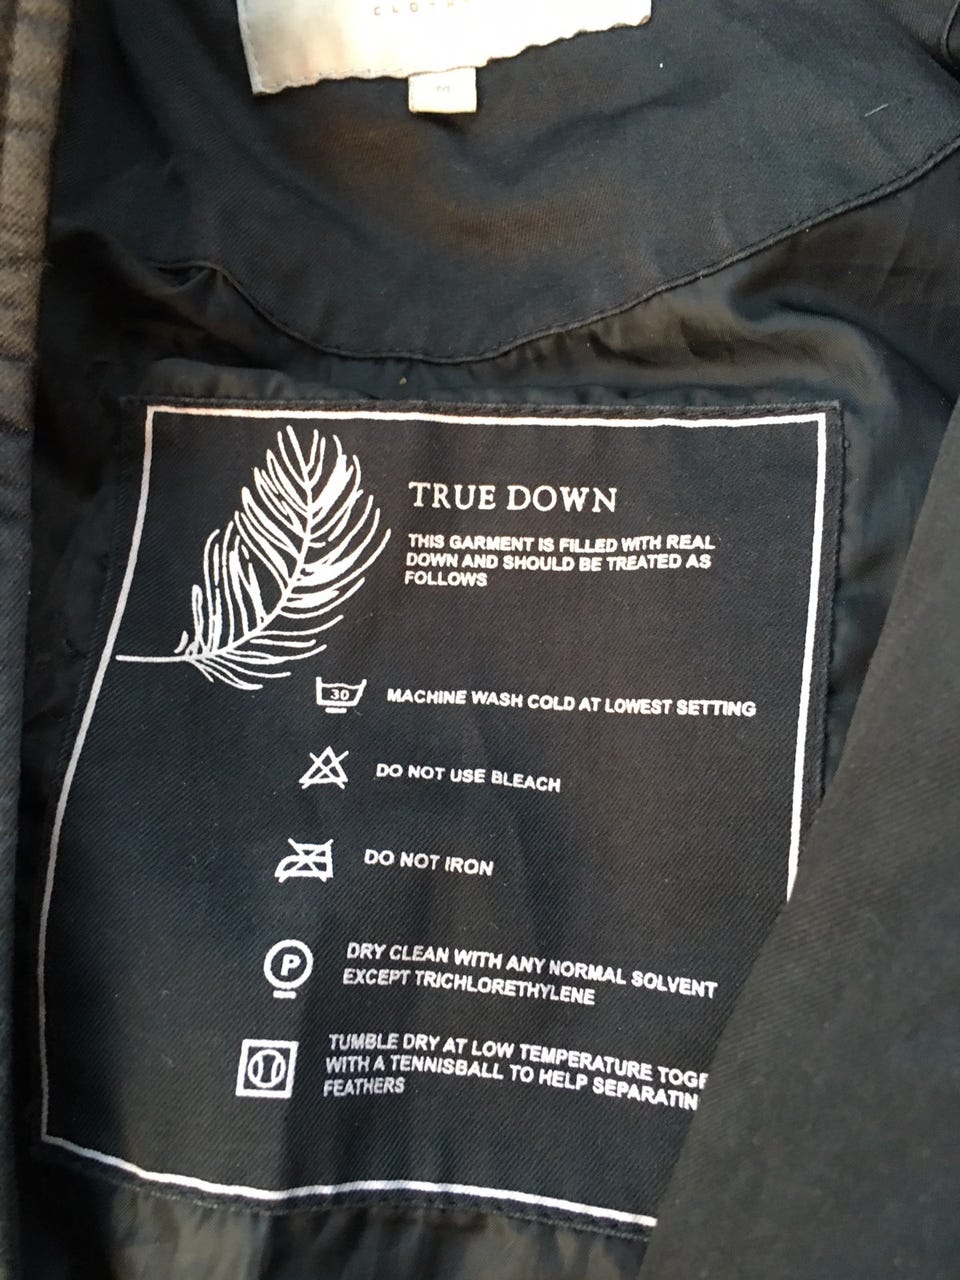 M
TRUE DOWN
THIS GARMENT IS FILLED WITH REAL
DOWN AND SHOULD BE TREATED AS
FOLLOWS
30
MACHINE WASH COLD AT LOWEST SETTING
DO NOT USE BLEACH
DO NOT IRON
P
DRY CLEAN WITH ANY NORMAL SOLVENT
EXCEPT TRICHLORETHYLENE
TUMBLE DRY AT LOW TEMPERATURE
WITH A TENNISBALL TO HELP
FEATHERS